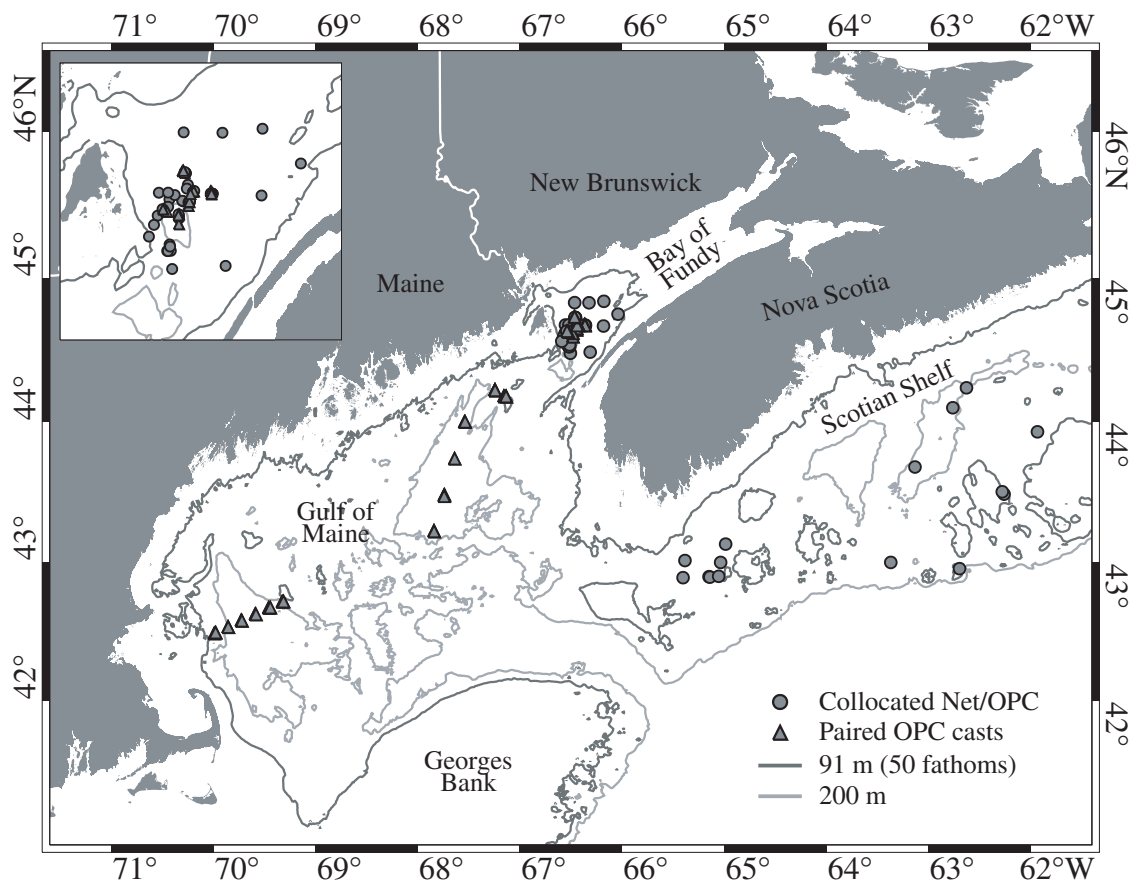 71° 70° 69° 68° 67° 66° 65° 64° 63° 62°W
46°N
46°N
New Brunswick
Bay of
Fundy
45°
Maine
Nova Scotia
45°
44°
Scotian Shelf
44°
Gulf of
Maine
43°
43°
42°
Collocated Net/OPC
Paired OPC casts
42°
Georges
Bank
91 m (50 fathoms)
200 m
71° 70° 69° 68° 67° 66° 65° 64° 63° 62°W